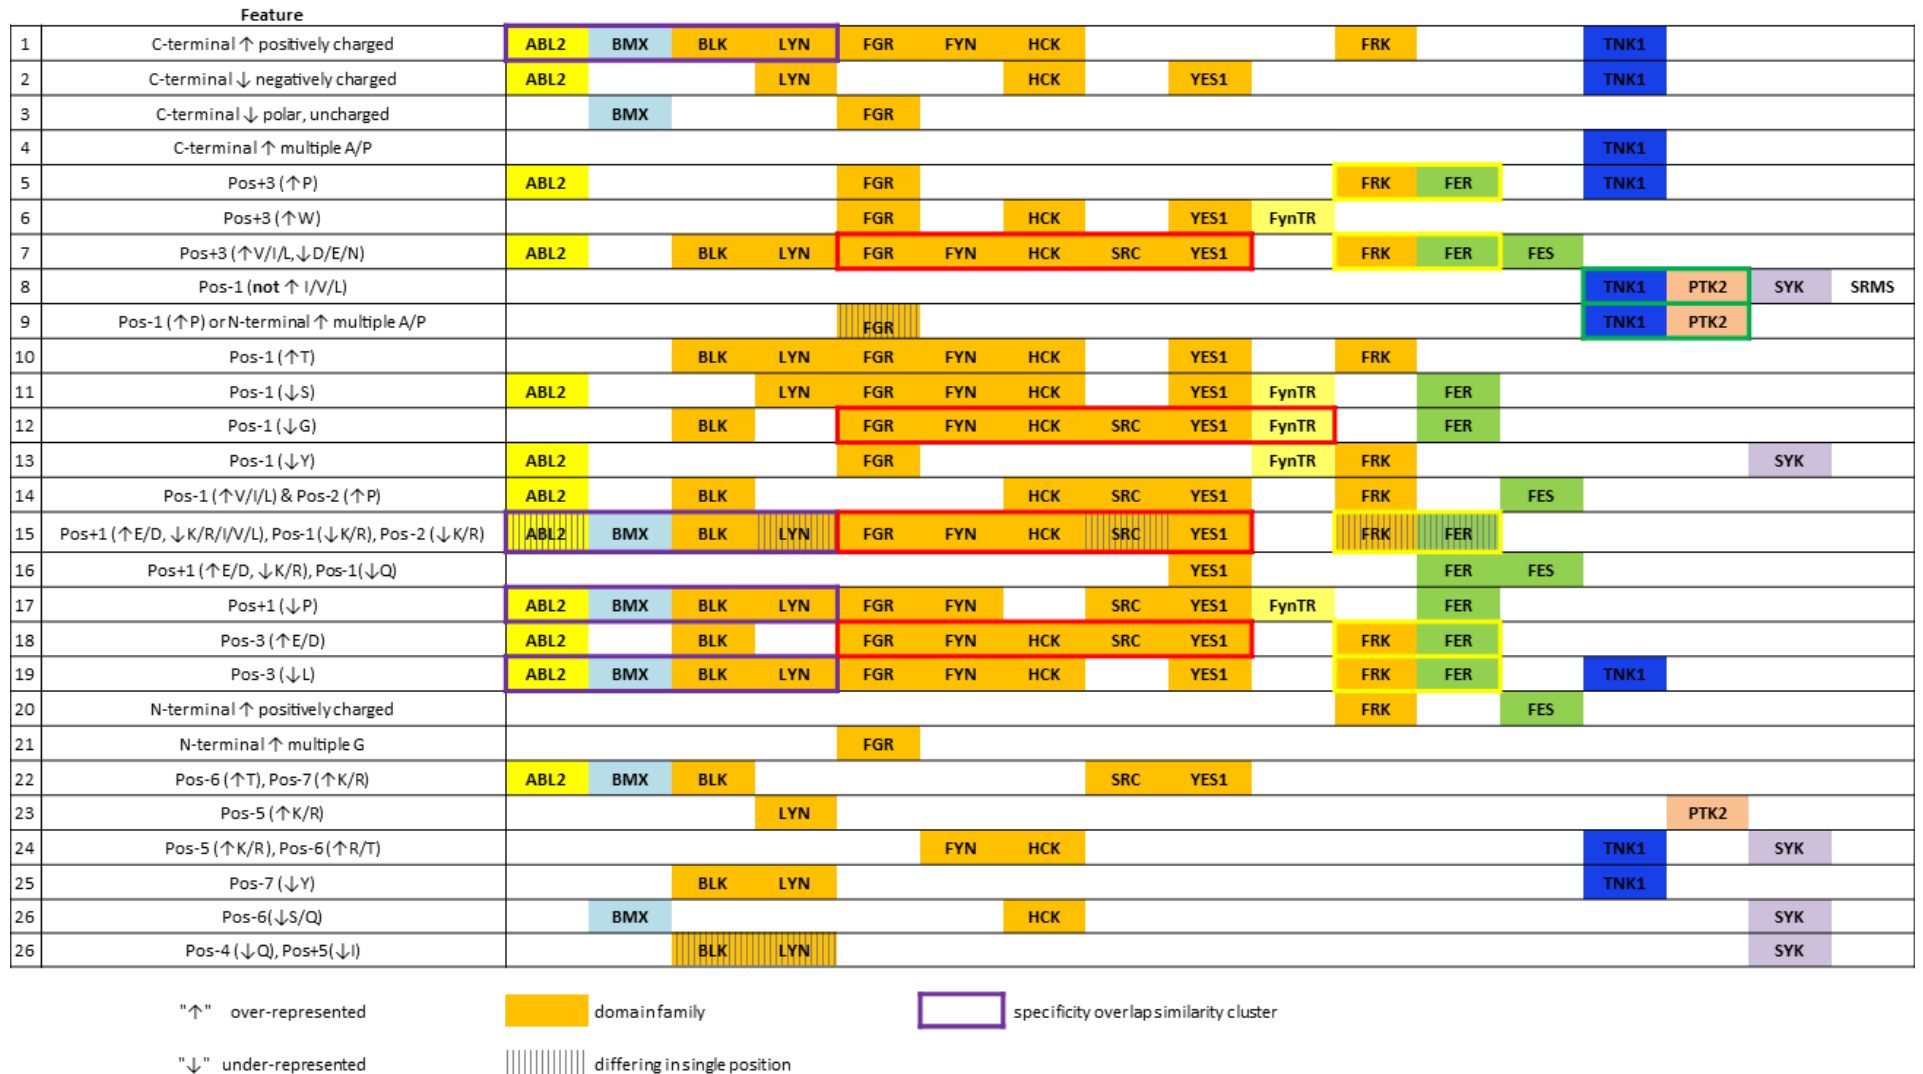 Feature
1 C-terminal ↑ positively charged ABL2 BMX BLK LYN FGR FYN HCK FRK TNK1
2 C-terminal ↓ negatively charged ABL2 LYN HCK YES1 TNK1
3 C-terminal ↓ polar, uncharged BMX FGR
4 C-terminal ↑ multiple A/P TNK1
5 Pos+3 (↑P) ABL2 FGR FRK FER TNK1
6 Pos+3 (↑W) FGR HCK YES1 FynTR
7 Pos+3 (↑V/I/L,↓D/E/N) ABL2 BLK LYN FGR FYN HCK SRC YES1 FRK FER FES
8 Pos-1 (not ↑ I/V/L) TNK1 PTK2 SYK SRMS
9 Pos-1 (↑P) or N-terminal ↑ multiple A/P FGR TNK1 PTK2
10 Pos-1 (↑T) BLK LYN FGR FYN HCK YES1 FRK
11 Pos-1 (↓S) ABL2 LYN FGR FYN HCK YES1 FynTR FER
12 Pos-1 (↓G) BLK FGR FYN HCK SRC YES1 FynTR FER
13 Pos-1 (↓Y) ABL2 FGR FynTR FRK SYK
14 Pos-1 (↑V/I/L) & Pos-2 (↑P) ABL2 BLK HCK SRC YES1 FRK FES
15 Pos+1 (↑E/D, ↓K/R/I/V/L), Pos-1(↓K/R), Pos-2 (↓K/R) ABL2 BMX BLK LYN FGR FYN HCK SRC YES1 FRK FER
16 Pos+1 (↑E/D, ↓K/R), Pos-1(↓Q) YES1 FER FES
17 Pos+1 (↓P) ABL2 BMX BLK LYN FGR FYN SRC YES1 FynTR FER
18 Pos-3 (↑E/D) ABL2 BLK FGR FYN HCK SRC YES1 FRK FER
19 Pos-3 (↓L) ABL2 BMX BLK LYN FGR FYN HCK YES1 FRK FER TNK1
20 N-terminal ↑ positively charged FRK FES
21 N-terminal ↑ multiple G FGR
22 Pos-6 (↑T), Pos-7 (↑K/R) ABL2 BMX BLK SRC YES1
23 Pos-5 (↑K/R) LYN PTK2
24 Pos-5 (↑K/R), Pos-6 (↑R/T) FYN HCK TNK1 SYK
25 Pos-7 (↓Y) BLK LYN TNK1
26 Pos-6(↓S/Q) BMX HCK SYK
26 Pos-4 (↓Q), Pos+5(↓I) BLK LYN SYK
"↑" over-represented domain family specificity overlap similarity cluster
"↓" under-represented differing in single position